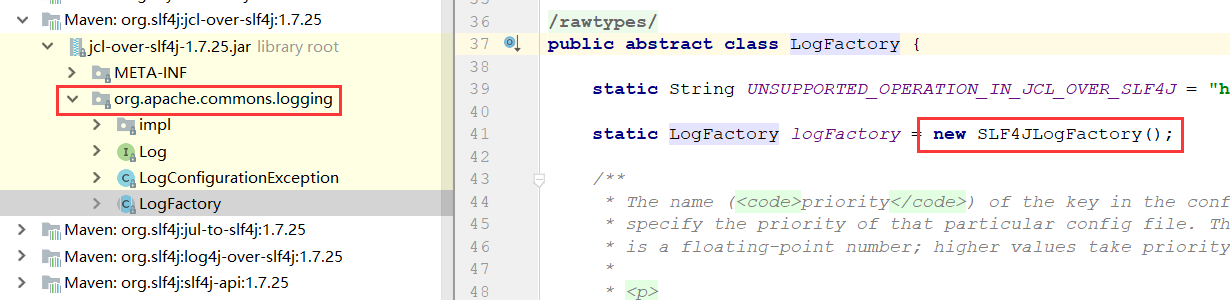 Maven: org.slf4j:jcl-over-slf4j:1.7.25
jcl-over-slf4j-1.7.25.jar library root
META-INF
org.apache.commons.logging
impl
Log
LogConfigurationException
LogFactory
Maven: org.slf4j:jul-to-slf4j:1.7.25
Maven: org.slf4j:log4j-over-slf4j:1.7.25
Maven: org.slf4j:slf4j-api:1.7.25
36 /rawtypes/
37 public abstract class LogFactory {
38
39 static String UNSUPPORTED_OPERATION_IN_JCL_OVER_SLF4J = "h
40
41 static LogFactory logFactory = new SLF4JLogFactory();
42
43 /**
44 * The name (<code>priority</code>) of the key in the conf
45 * specify the priority of that particular config file. Th
46 * is a floating-point number; higher values take priority
47 *
48 * <p>